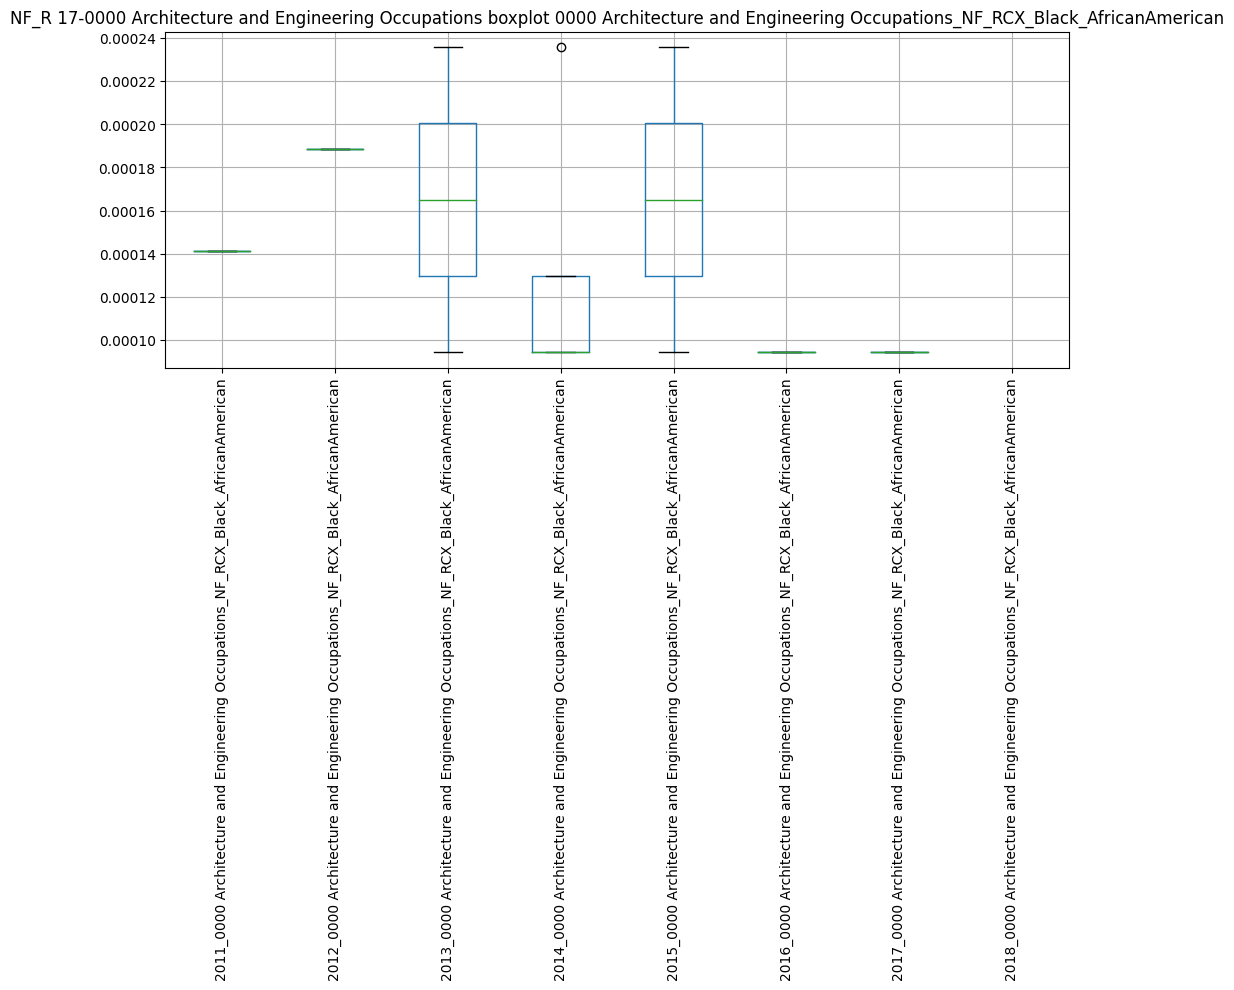 NF_R 17-0000 Architecture and Engineering Occupations boxplot 0000 Architecture and Engineering Occupations_NF_RCX_Black_AfricanAmerican
0.00024
0.00022
0.00020
0.00018
0.00016
0.00014
0.00012
0.00010
2011_0000 Architecture and Engineering Occupations_NF_RCX_Black_AfricanAmerican
2012_0000 Architecture and Engineering Occupations_NF_RCX_Black_AfricanAmerican
2013_0000 Architecture and Engineering Occupations_NF_RCX_Black_AfricanAmerican
2014_0000 Architecture and Engineering Occupations_NF_RCX_Black_AfricanAmerican
2015_0000 Architecture and Engineering Occupations_NF_RCX_Black_AfricanAmerican
2016_0000 Architecture and Engineering Occupations_NF_RCX_Black_AfricanAmerican
2017_0000 Architecture and Engineering Occupations_NF_RCX_Black_AfricanAmerican
2018_0000 Architecture and Engineering Occupations_NF_RCX_Black_AfricanAmerican